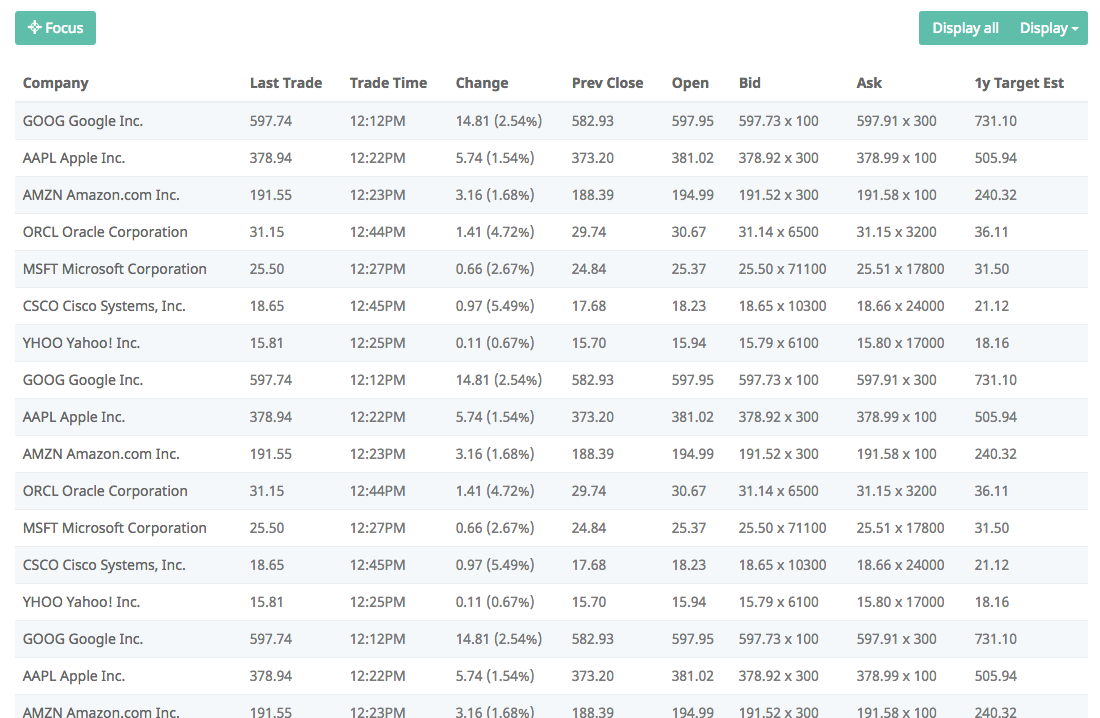 Focus Display all Display
Company Last Trade Trade Time Change Prev Close Open Bid Ask 1y Target Est
GOOG Google Inc. 597.74 12:12PM 14.81 (2.54%) 582.93 597.95 597.73 x 100 597.91 x 300 731.10
AAPL Apple Inc. 378.94 12:22PM 5.74 (1.54%) 373.20 381.02 378.92 x 300 378.99 x 100 505.94
AMZN Amazon.com Inc. 191.55 12:23PM 3.16 (1.68%) 188.39 194.99 191.52 x 300 191.58 x 100 240.32
ORCL Oracle Corporation 31.15 12:44PM 1.41 (4.72%) 29.74 30.67 31.14 x 6500 31.15 x 3200 36.11
MSFT Microsoft Corporation 25.50 12:27PM 0.66 (2.67%) 24.84 25.37 25.50 x 71100 25.51 x 17800 31.50
CSCO Cisco Systems, Inc. 18.65 12:45PM 0.97 (5.49%) 17.68 18.23 18.65 x 10300 18.66 x 24000 21.12
YHOO Yahoo! Inc. 15.81 12:25PM 0.11 (0.67%) 15.70 15.94 15.79 x 6100 15.80 x 17000 18.16
GOOG Google Inc. 597.74 12:12PM 14.81 (2.54%) 582.93 597.95 597.73 x 100 597.91 x 300 731.10
AAPL Apple Inc. 378.94 12:22PM 5.74 (1.54%) 373.20 381.02 378.92 x 300 378.99 x 100 505.94
AMZN Amazon.com Inc. 191.55 12:23PM 3.16 (1.68%) 188.39 194.99 191.52 x 300 191.58 x 100 240.32
ORCL Oracle Corporation 31.15 12:44PM 1.41 (4.72%) 29.74 30.67 31.14 x 6500 31.15 x 3200 36.11
MSFT Microsoft Corporation 25.50 12:27PM 0.66 (2.67%) 24.84 25.37 25.50 x 71100 25.51 x 17800 31.50
CSCO Cisco Systems, Inc. 18.65 12:45PM 0.97 (5.49%) 17.68 18.23 18.65 x 10300 18.66 x 24000 21.12
YHOO Yahoo! Inc. 15.81 12:25PM 0.11 (0.67%) 15.70 15.94 15.79 x 6100 15.80 x 17000 18.16
GOOG Google Inc. 597.74 12:12PM 14.81 (2.54%) 582.93 597.95 597.73 x 100 597.91 x 300 731.10
AAPL Apple Inc. 378.94 12:22PM 5.74 (1.54%) 373.20 381.02 378.92 x 300 378.99 x 100 505.94
AMZN Amazon.com Inc. 191.55 12:23PM 3.16 (1.68%) 188.39 194.99 191.52 x 300 191.58 x 100 240.32